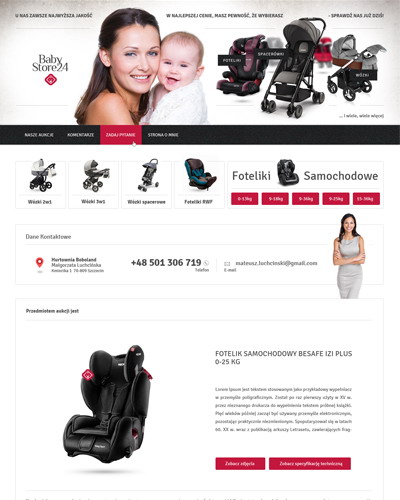 U NAS ZAWSZE NAJWYŻSZA JAKOŚĆ
W NAJLEPSZEJ CENIE, MASZ PEWNOŚĆ, ŻE WYBIERASZ
- SPRAWDŹ NAS JUŻ DZIŚ!
Baby
Store24
FOTELIKI
SPACERÓWKI
WÓZKI
... i wiele, wiele więcej
NASZE AUKCJE
KOMENTARZE
ZADAJ PYTANIE
STRONA O MNIE
Wózki 2w1
Wózki 3w1
Wózki spacerowe
Foteliki RWF
Foteliki Samochodowe
0-13kg
9-18kg
9-36kg
9-25kg
15-36kg
Dane Kontaktowe
Hurtownia Boboland
Małgorzata Luchcińska
70-809 Szczecin
+48 501 306 719
Telefon
mateusz.luchcinski@gmail.com
E-mail
Przedmiotem aukcji jest
FOTELIK SAMOCHODOWY BESAFE IZI PLUS
0-25 KG
Lorem Ipsum jest tekstem stosowanym jako przykładowy wypełniacz
w przemyśle poligraficznym. Został po raz pierwszy użyty w XV w.
przez nieznanego drukarza do wypełnienia tekstem próbnej książki.
Pięć wieków później zaczął być używany przemyśle elektronicznym,
pozostając praktycznie niezmienionym. Spopularyzował się w latach
60. XX w. wraz z publikacją arkuszy Letrasetu, zawierających frag-
Zobacz zdjęcia
Zobacz specyfikację techniczną